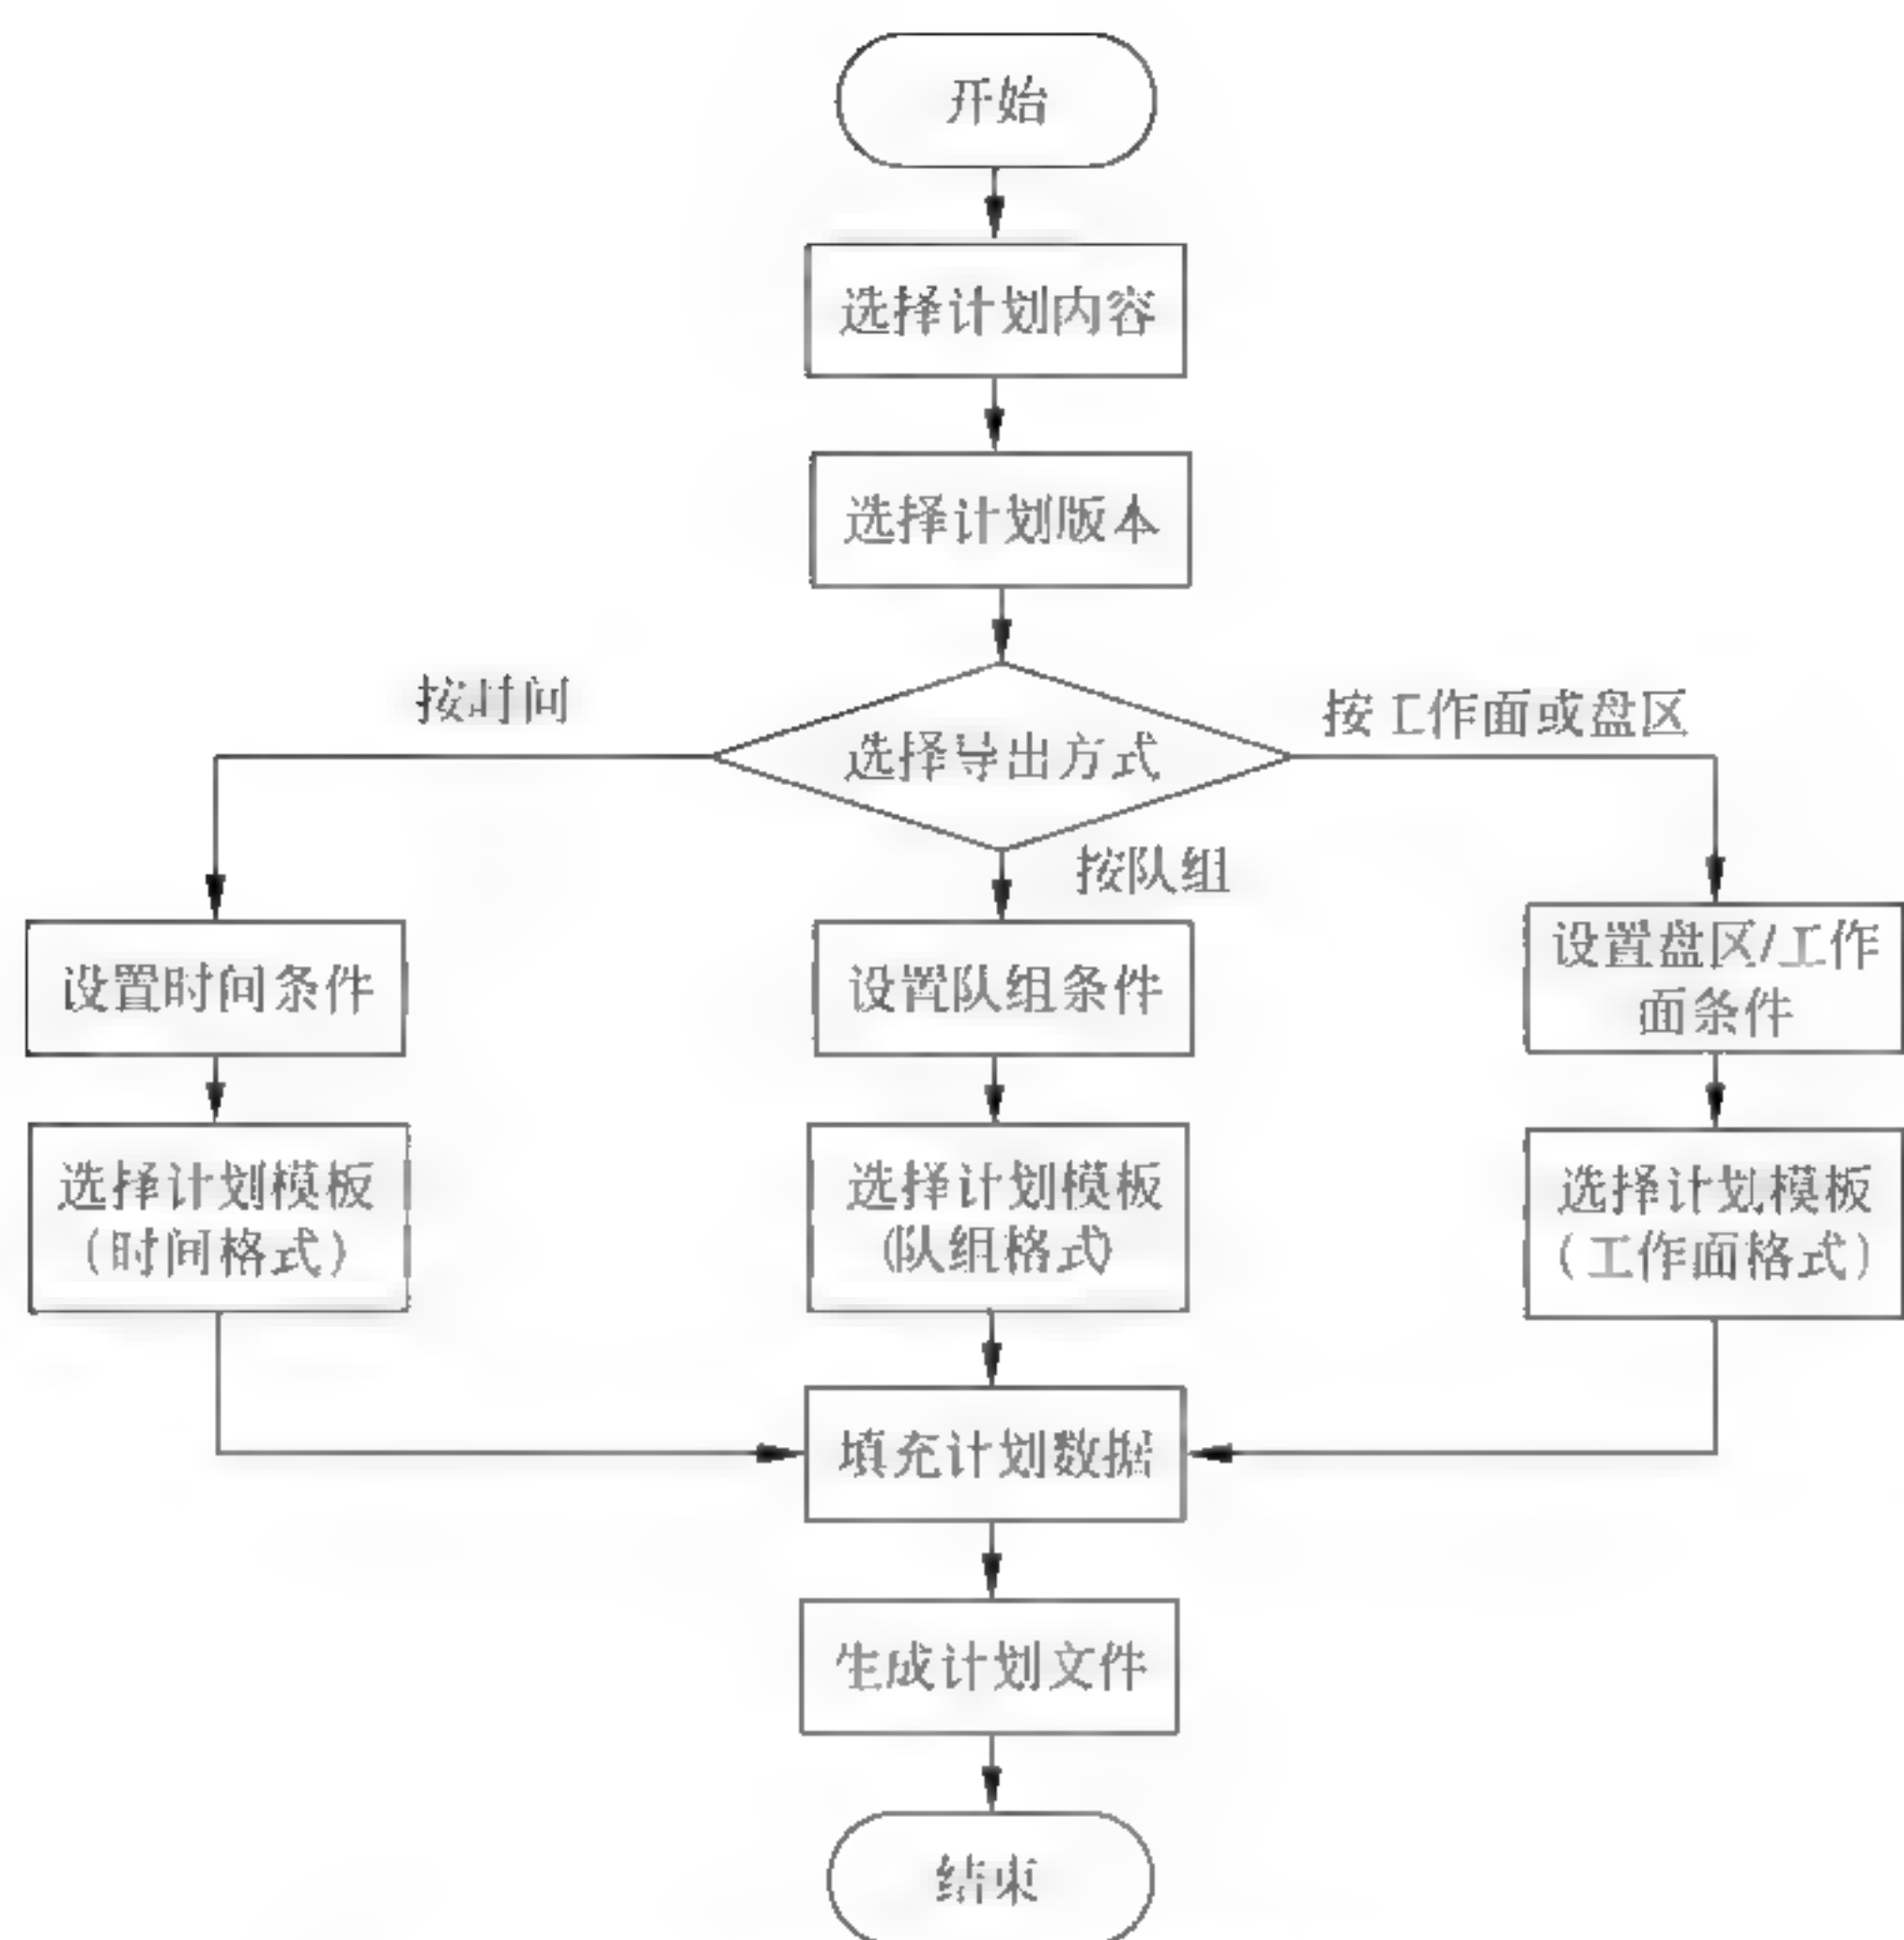 开始
选择计划内容
选择计划版本
按时间
按工作面或盘区
选择导出方式
按队组
设置时间条件
设置队组条件
设置盘区/工作
面条件
选择计划模板
(时间格式)
选择计划模板
(队组格式)
选择计划模板
(工作面格式)
填充计划数据
生成计划文件
结束